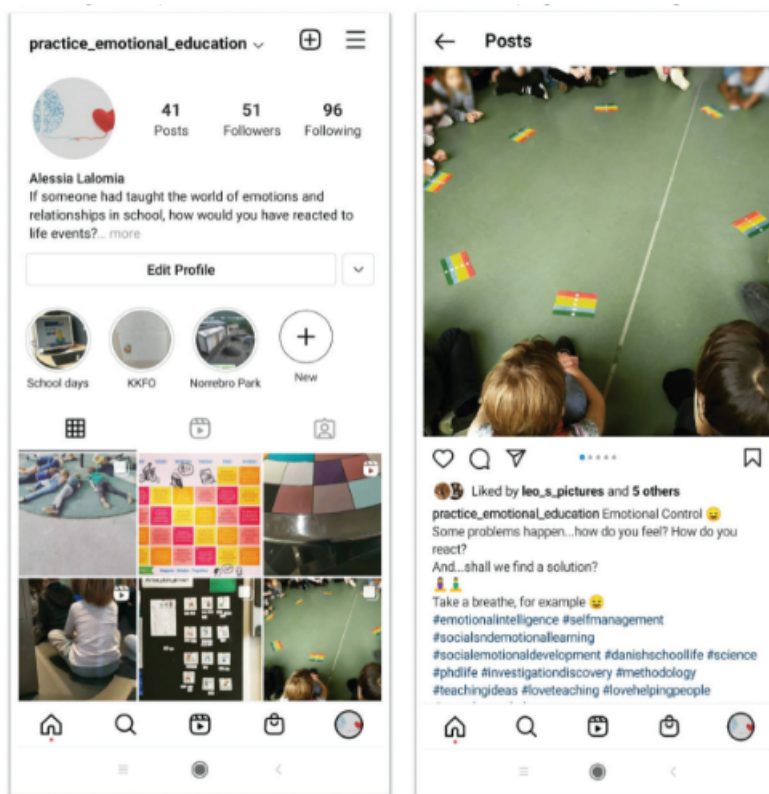 practice_emotional_education
41
51
96
Posts
Followers
Following
Alessia Lalomia
If someone had taught the world of emotions and
relationships in school, how would you have reacted to
life events?... more
Edit Profile
School days
KKFO
Norrebro Park
New
Posts
Liked by leo_s_pictures and 5 others
practice_emotional_education Emotional Control
Some problems happen...how do you feel? How do you
react?
And...shall we find a solution?
Take a breathe, for example
#emotionalintelligence #selfmanagement
#socialsndemotionallearning
#socialemotionaldevelopment #danishschoollife #science
#phdlife #investigationdiscovery #methodology
#teachingideas #loveteaching #lovehelpingpeople